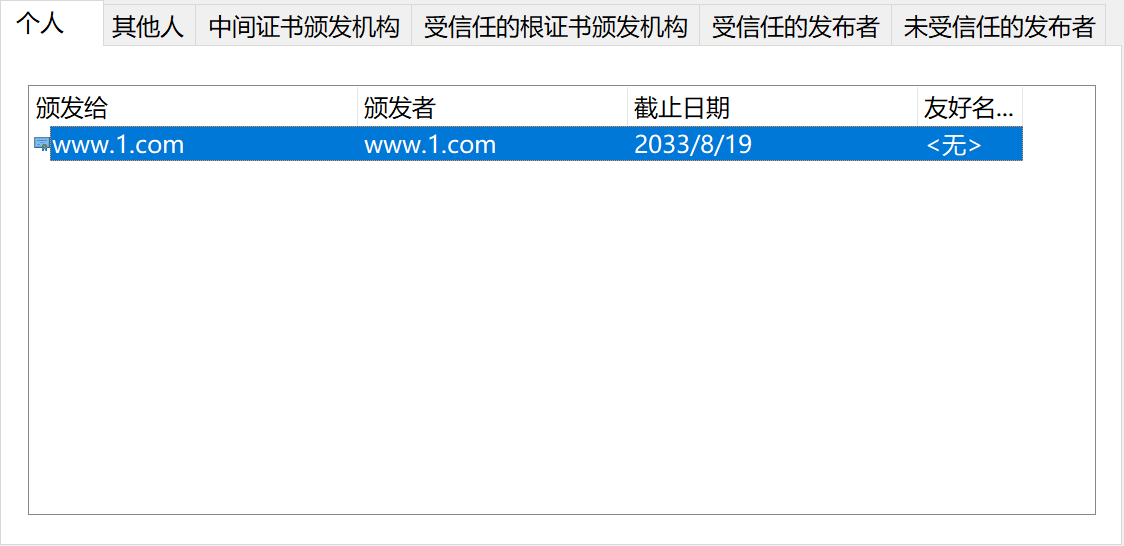 个人 其他人 中间证书颁发机构 受信任的根证书颁发机构 受信任的发布者 未受信任的发布者
颁发给 颁发者 截止日期 友好名...
www.1.com www.1.com 2033/8/19 <无>